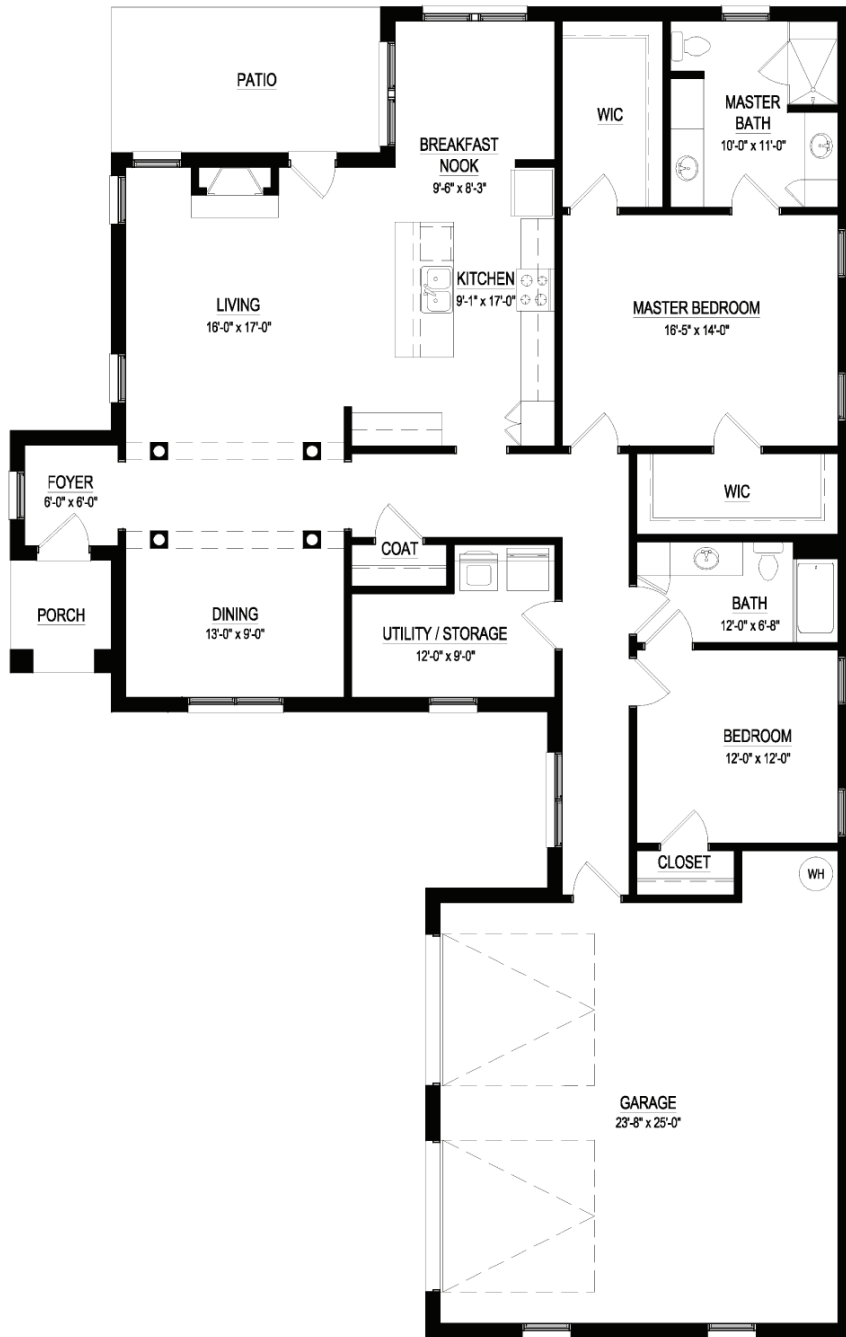 PATIO
WIC
MASTER
BATH
10'-0" x 11'-0"
BREAKFAST
NOOK
9'-6" x 8'-3"
LIVING
16'-0" x 17'-0"
KITCHEN
9'-1" x 17'-0"
MASTER BEDROOM
16'-5" x 14'-0"
FOYER
6'-0" x 6'-0"
WIC
COAT
PORCH
DINING
13'-0" x 9'-0"
UTILITY / STORAGE
12'-0" x 9'-0"
BATH
12'-0" x 6'-8"
BEDROOM
12'-0" x 12'-0"
CLOSET
WH
GARAGE
23'-8" x 25'-0"